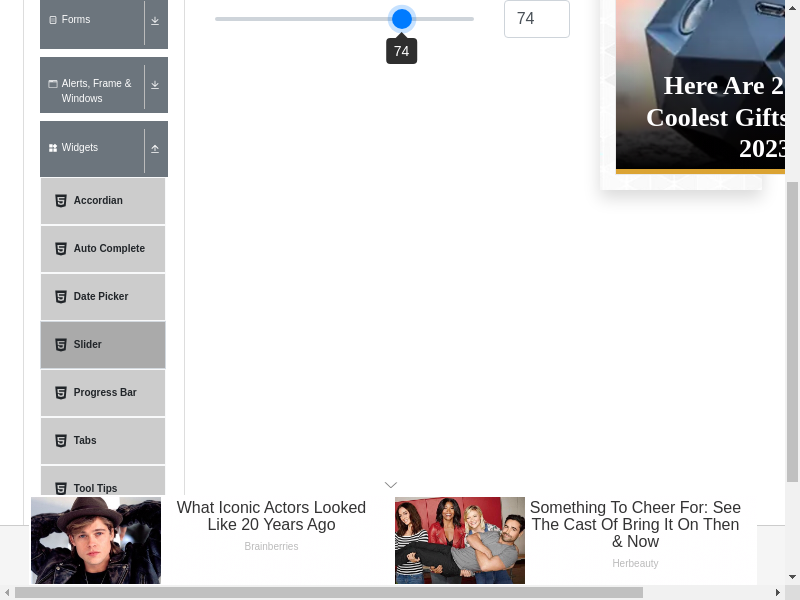 Forms
74
74
Alerts, Frame &
Windows
Widgets
Here Are 2
Coolest Gifts
2023
Accordian
Auto Complete
Date Picker
Slider
Progress Bar
Tabs
Tool Tips
What Iconic Actors Looked
Like 20 Years Ago
Brainberries
Something To Cheer For: See
The Cast Of Bring It On Then
& Now
Herbeauty